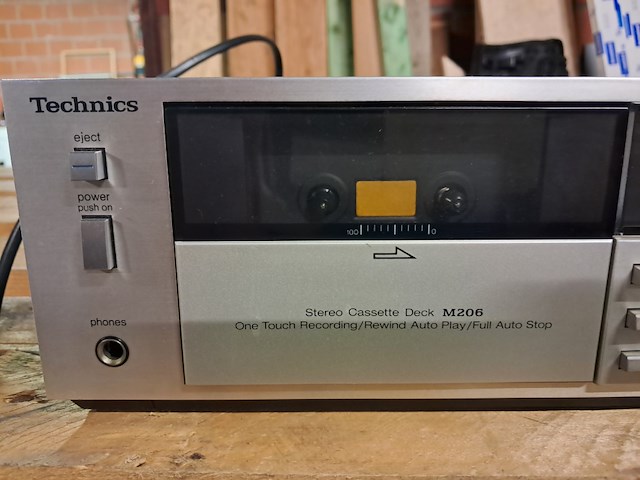 Technics
eject
power
push on
100 0
phones
Stereo Cassette Deck M206
One Touch Recording/Rewind Auto Play/Full Auto Stop